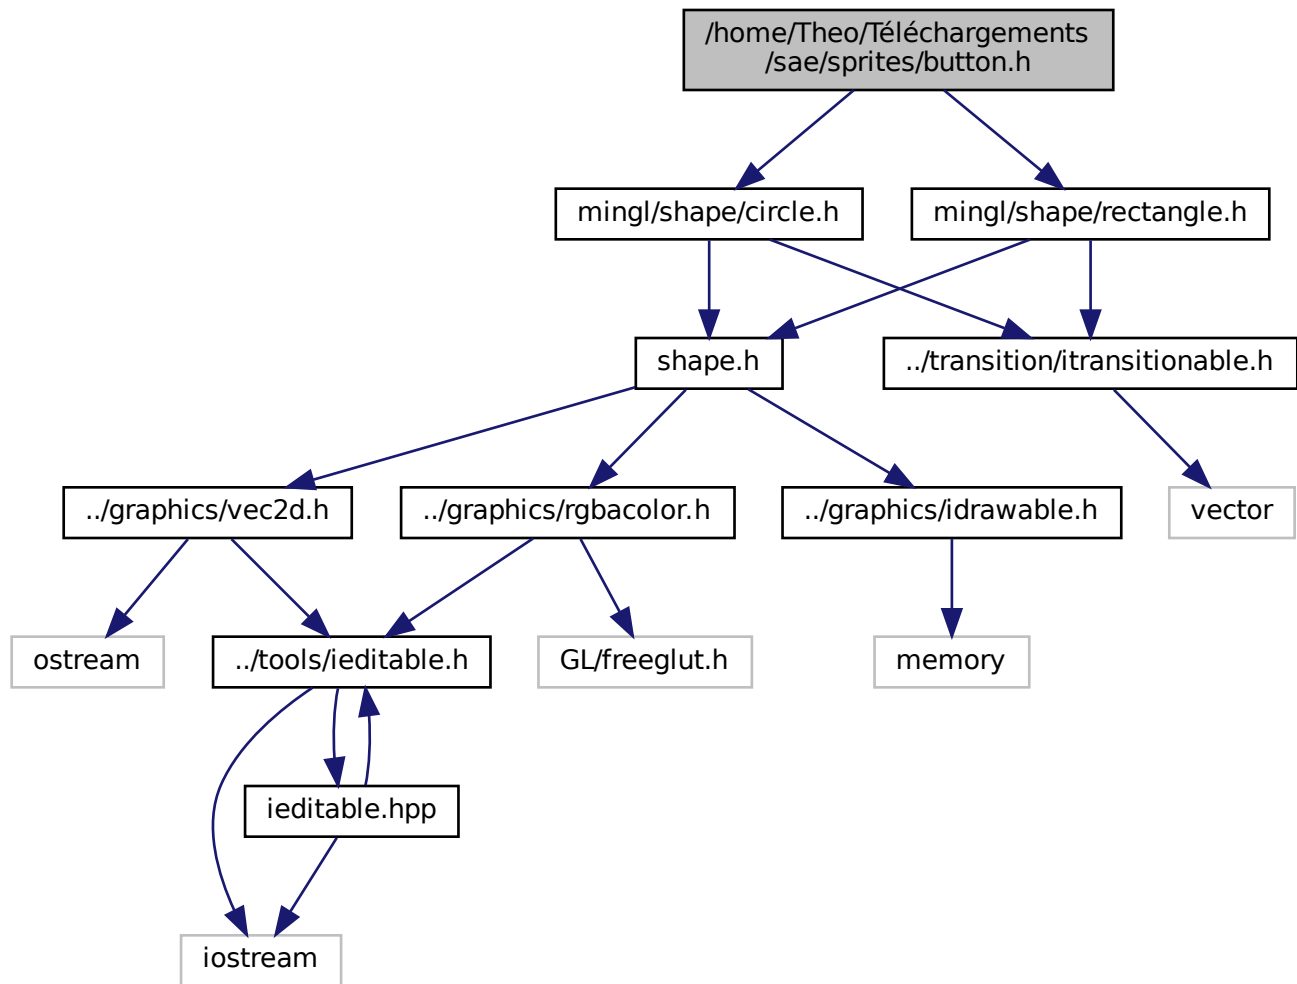 /home/Theo/Téléchargements
/sae/sprites/button.h
mingl/shape/circle.h
mingl/shape/rectangle.h
shape.h
../transition/itransitionable.h
../graphics/vec2d.h
../graphics/rgbacolor.h
../graphics/idrawable.h
vector
ostream
../tools/ieditable.h
GL/freeglut.h
memory
ieditable.hpp
iostream